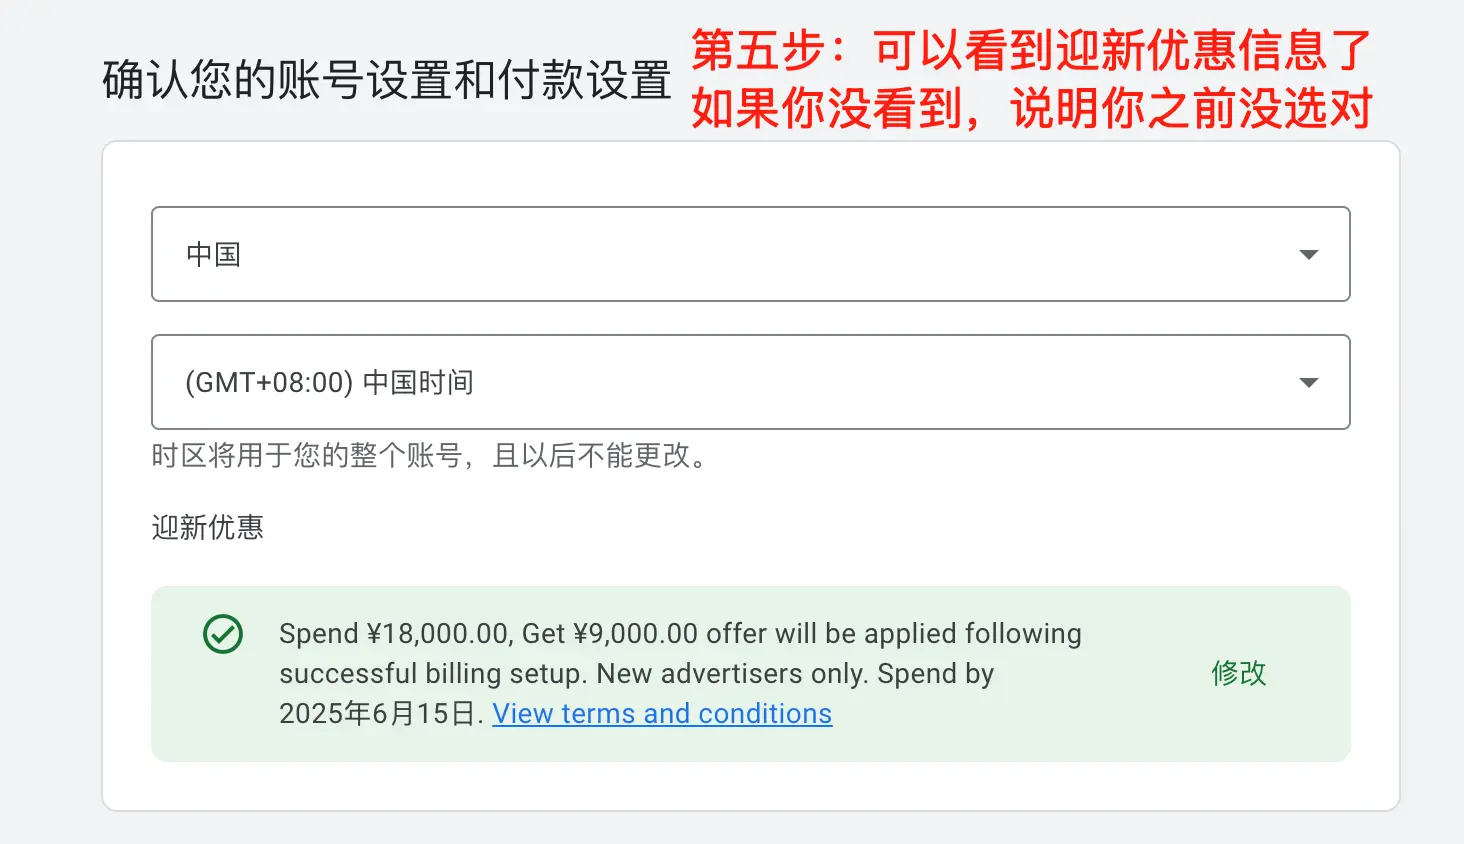 确认您的账号设置和付款设置
第五步：可以看到迎新优惠信息了
如果你没看到，说明你之前没选对
中国
(GMT+08:00) 中国时间
时区将用于您的整个账号，且以后不能更改。
迎新优惠
Spend ¥18,000.00, Get ¥9,000.00 offer will be applied following
successful billing setup. New advertisers only. Spend by
2025年6月15日. View terms and conditions
修改